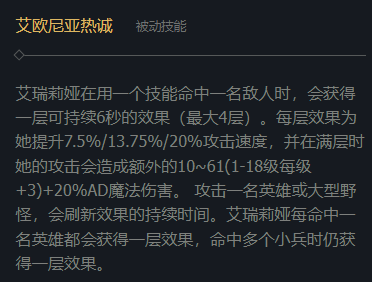 艾欧尼亚热诚 被动技能
艾瑞莉娅在用一个技能命中一名敌人时，会获得
一层可持续6秒的效果（最大4层）。每层效果为
她提升7.5%/13.75%/20%攻击速度，并在满层时
她的攻击会造成额外的10~61(1-18级每级
+3)+20%AD魔法伤害。 攻击一名英雄或大型野
怪，会刷新效果的持续时间。艾瑞莉娅每命中一
名英雄都会获得一层效果，命中多个小兵时仍获
得一层效果。